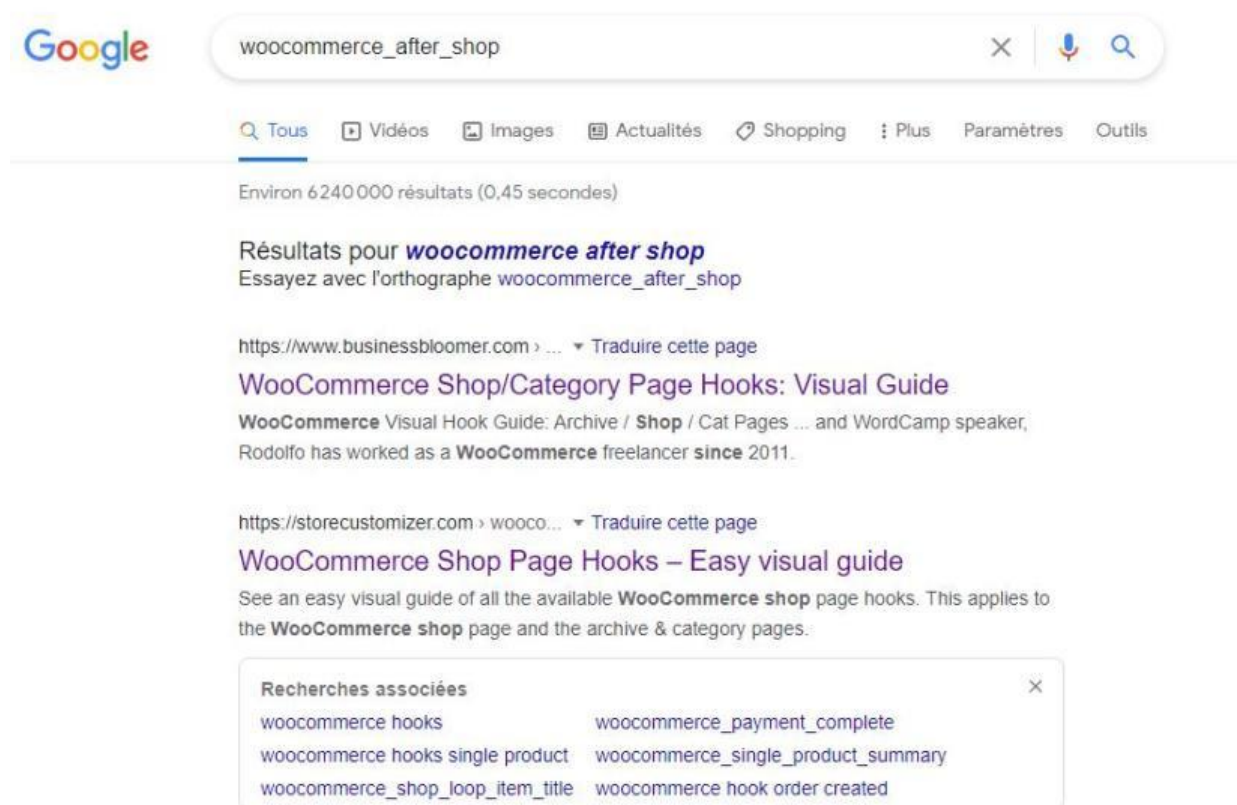 Google
woocommerce_after_shop
Tous Vidéos Images Actualités Shopping Plus Paramètres Outils
Environ 6 240 000 résultats (0,45 secondes)
Résultats pour woocommerce after shop
Essayez avec l'orthographe woocommerce_after_shop
https://www.businessbloomer.com › ... Traduire cette page
WooCommerce Shop/Category Page Hooks: Visual Guide
WooCommerce Visual Hook Guide: Archive / Shop / Cat Pages ... and WordCamp speaker,
Rodolfo has worked as a WooCommerce freelancer since 2011.
https://storecustomizer.com › wooco... Traduire cette page
WooCommerce Shop Page Hooks – Easy visual guide
See an easy visual guide of all the available WooCommerce shop page hooks. This applies to
the WooCommerce shop page and the archive & category pages.
Recherches associées
woocommerce hooks woocommerce_payment_complete
woocommerce hooks single product woocommerce_single_product_summary
woocommerce_shop_loop_item_title woocommerce hook order created